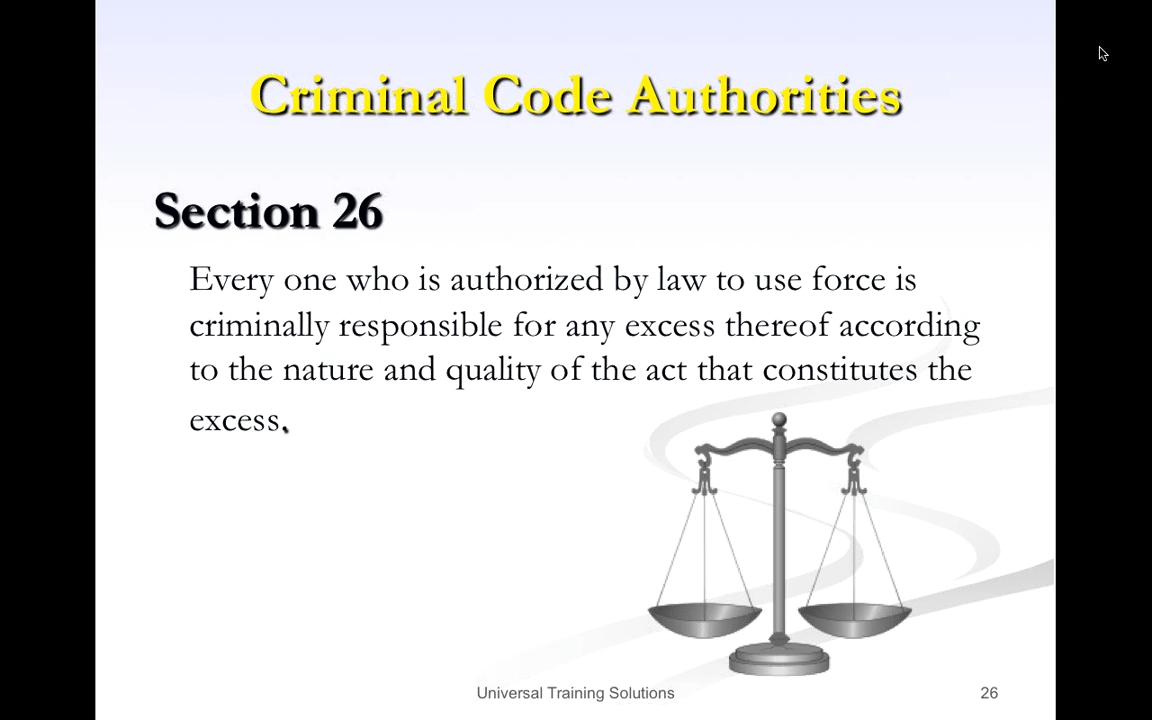 Criminal Code Authorities
Section 26
Every one who is authorized by law to use force is
criminally responsible for any excess thereof according
to the nature and quality of the act that constitutes the
excess.
Universal Training Solutions
26